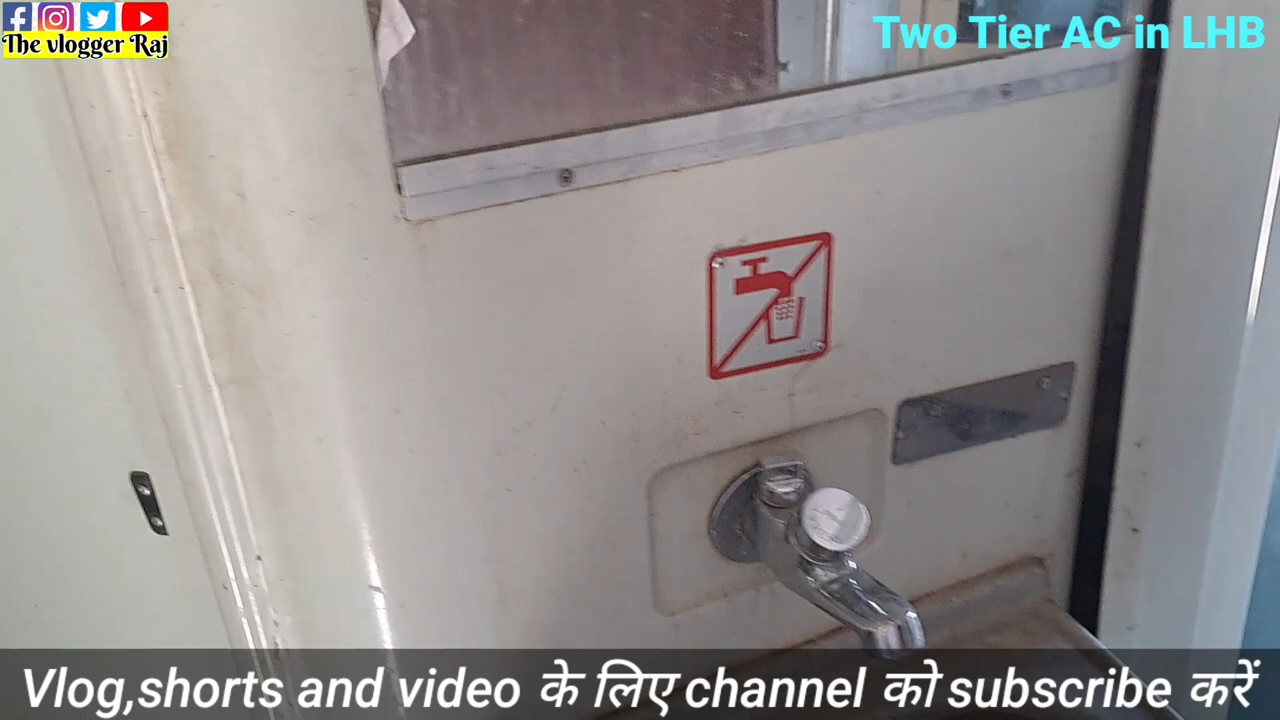 The vlogger Raj
Two Tier AC in LHB
Vlog,shorts and video के लिए channel को subscribe करें